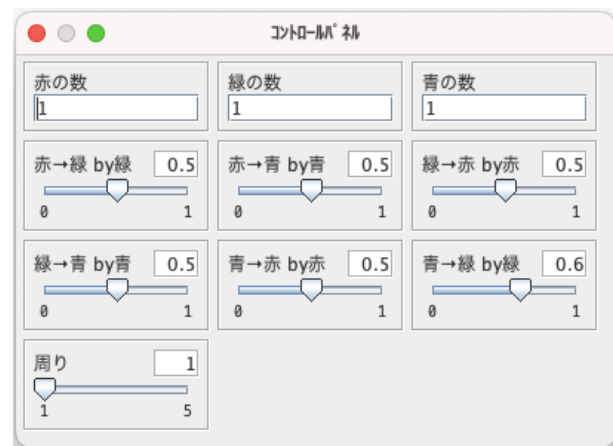 コントロールパネル
赤の数 緑の数 青の数
1 1 1
赤→緑 by緑 0.5 赤→青 by青 0.5 緑→赤 by赤 0.5
0 1 0 1 0 1
緑→青 by青 0.5 青→赤 by赤 0.5 青→緑 by緑 0.6
0 1 0 1 0 1
周り 1
1 5